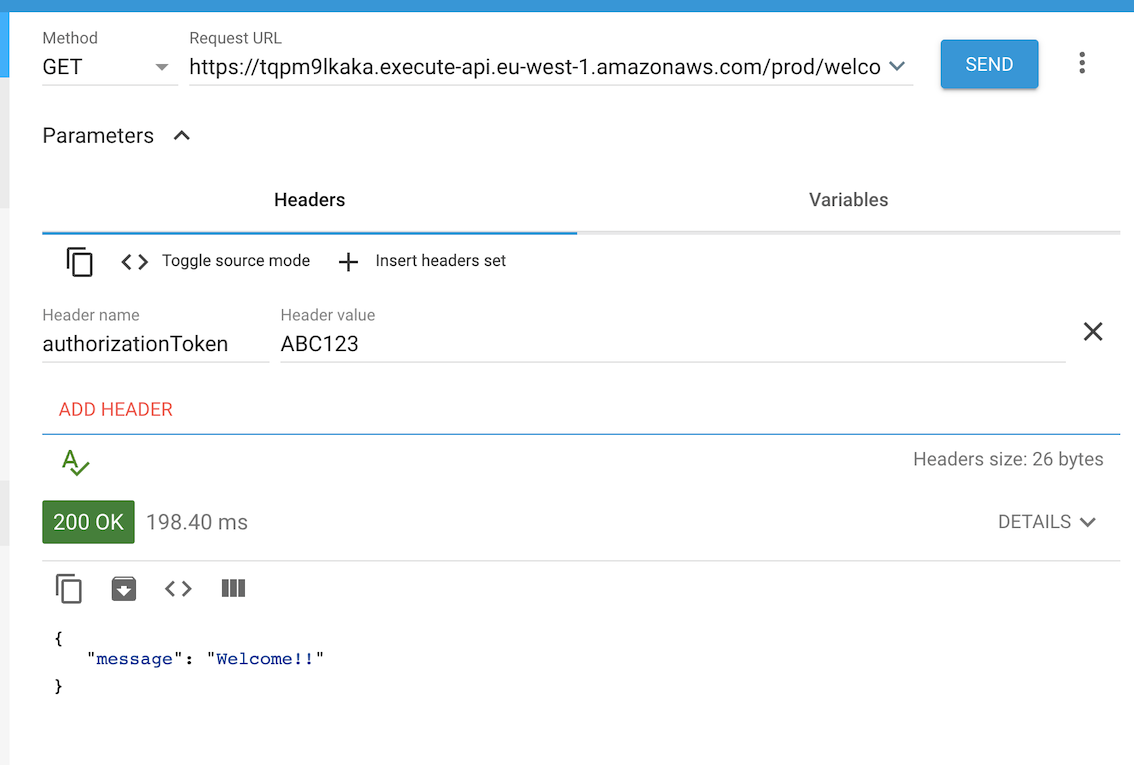 Method
Request URL
GET
https://tqpm9lkaka.execute-api.eu-west-1.amazonaws.com/prod/welco
SEND
Parameters
Headers
Variables
Toggle source mode
Insert headers set
Header name
Header value
authorizationToken
ABC123
ADD HEADER
Headers size: 26 bytes
200 OK
198.40 ms
DETAILS
{
"message": "Welcome!!"
}